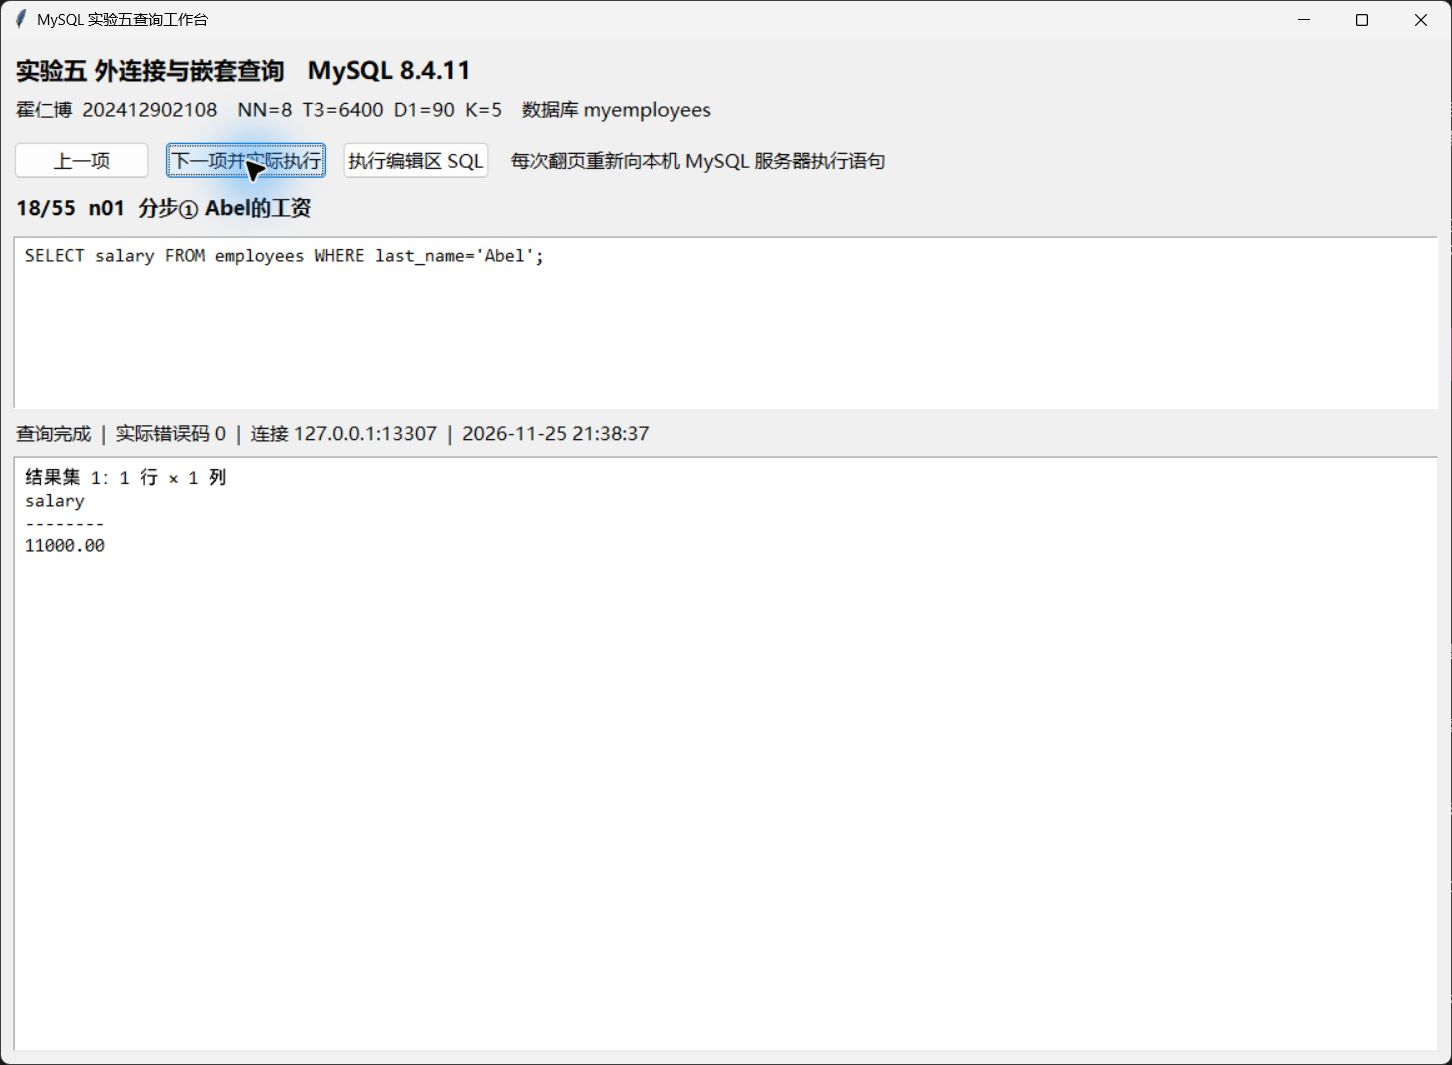 MySQL 实验五查询工作台
实验五 外连接与嵌套查询 MySQL 8.4.11
霍仁博 202412902108 NN=8 T3=6400 D1=90 K=5 数据库 myemployees
上一项 下一项并实际执行 执行编辑区 SQL 每次翻页重新向本机 MySQL 服务器执行语句
18/55 n01 分步① Abel的工资
SELECT salary FROM employees WHERE last_name='Abel';
查询完成 | 实际错误码 0 | 连接 127.0.0.1:13307 | 2026-11-25 21:38:37
结果集 1: 1 行 × 1 列
salary
--------
11000.00